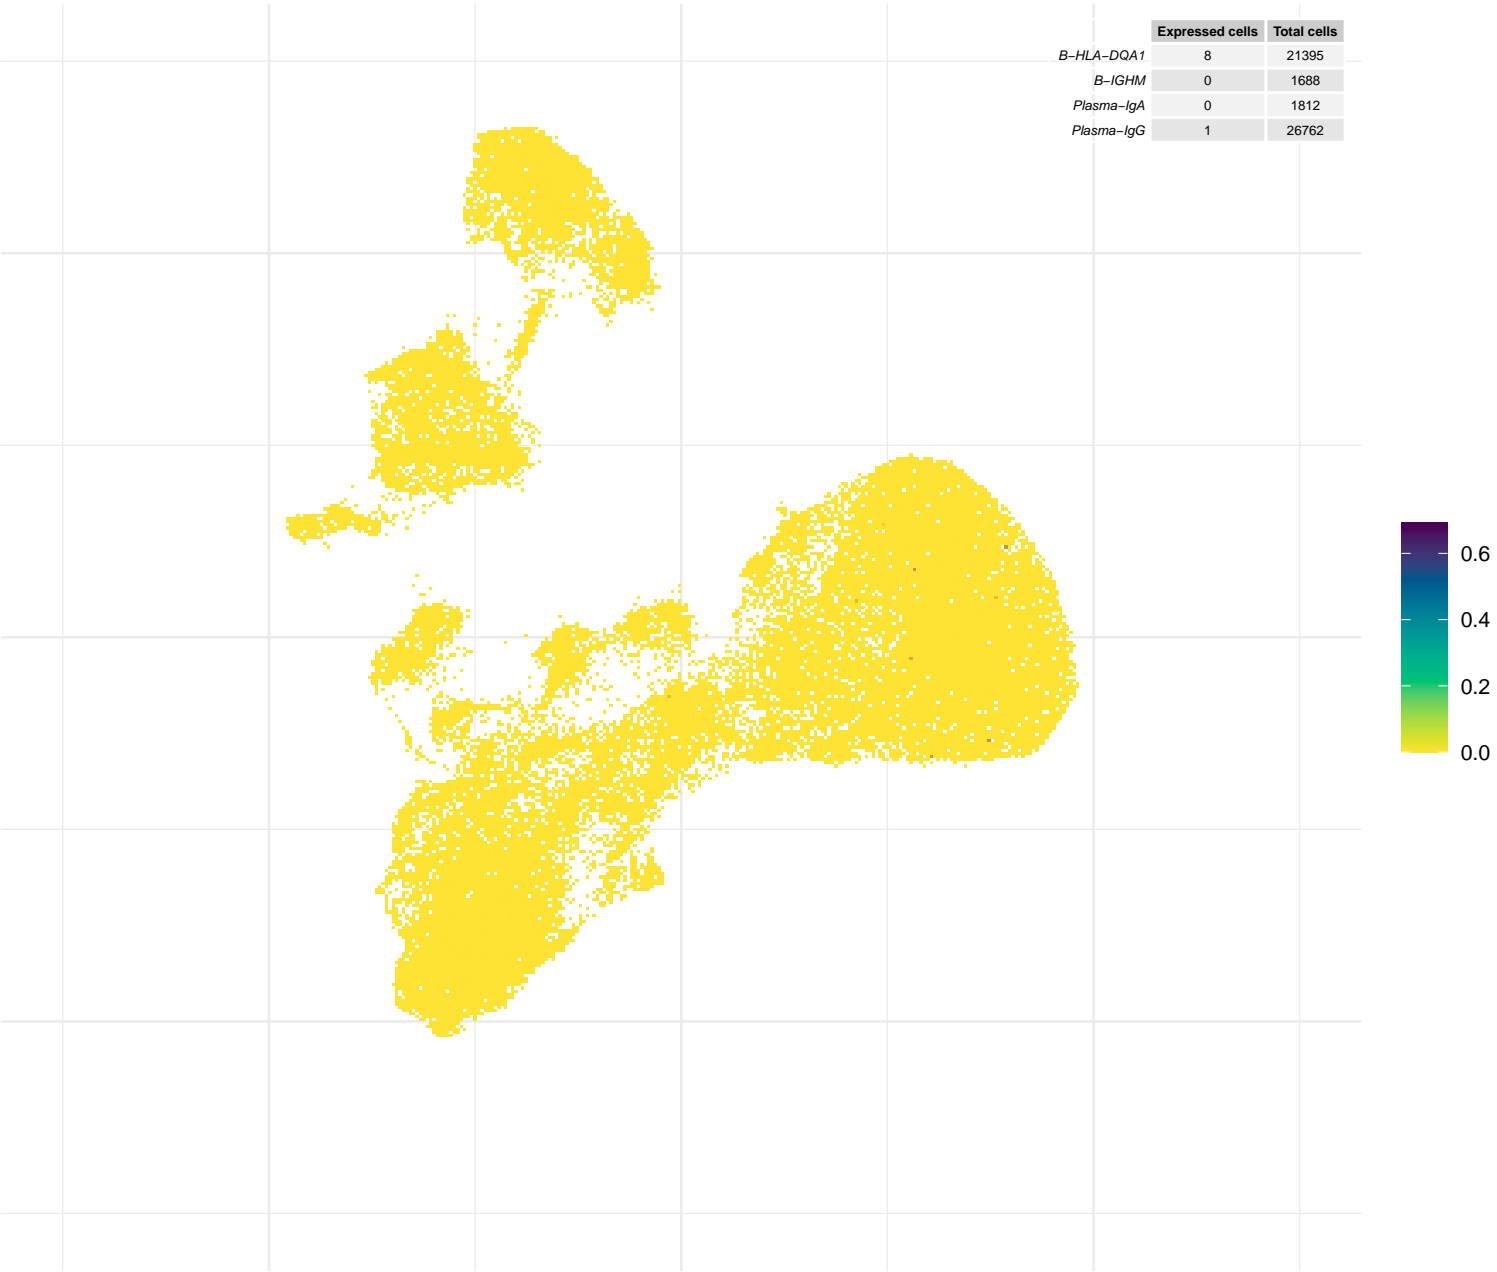 Expressed cells Total cells
B−HLA−DQA1 8 21395
B−IGHM 0 1688
Plasma−IgA 0 1812
Plasma−IgG 1 26762
0.6
0.4
0.2
0.0